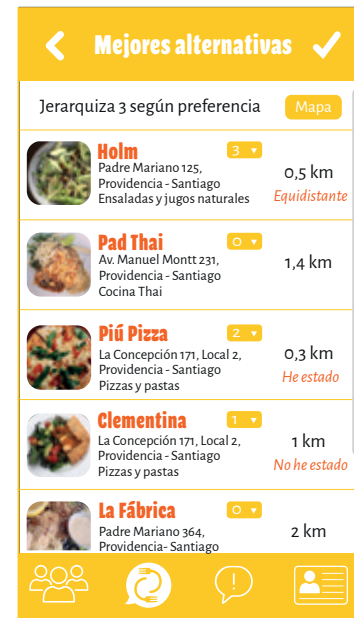 Mejores alternativas
Jerarquiza 3 según preferencia
Mapa
Holm
3
Padre Mariano 125,
Providencia - Santiago
Ensaladas y jugos naturales
0,5 km
Equidistante
Pad Thai
0
Av. Manuel Montt 231,
Providencia - Santiago
Cocina Thai
1,4 km
Piú Pizza
2
La Concepción 171, Local 2,
Providencia - Santiago
Pizzas y pastas
0,3 km
He estado
Clementina
1
La Concepción 171, Local 2,
Providencia - Santiago
Pizzas y pastas
1 km
No he estado
La Fábrica
0
Padre Mariano 364,
Providencia- Santiago
2 km